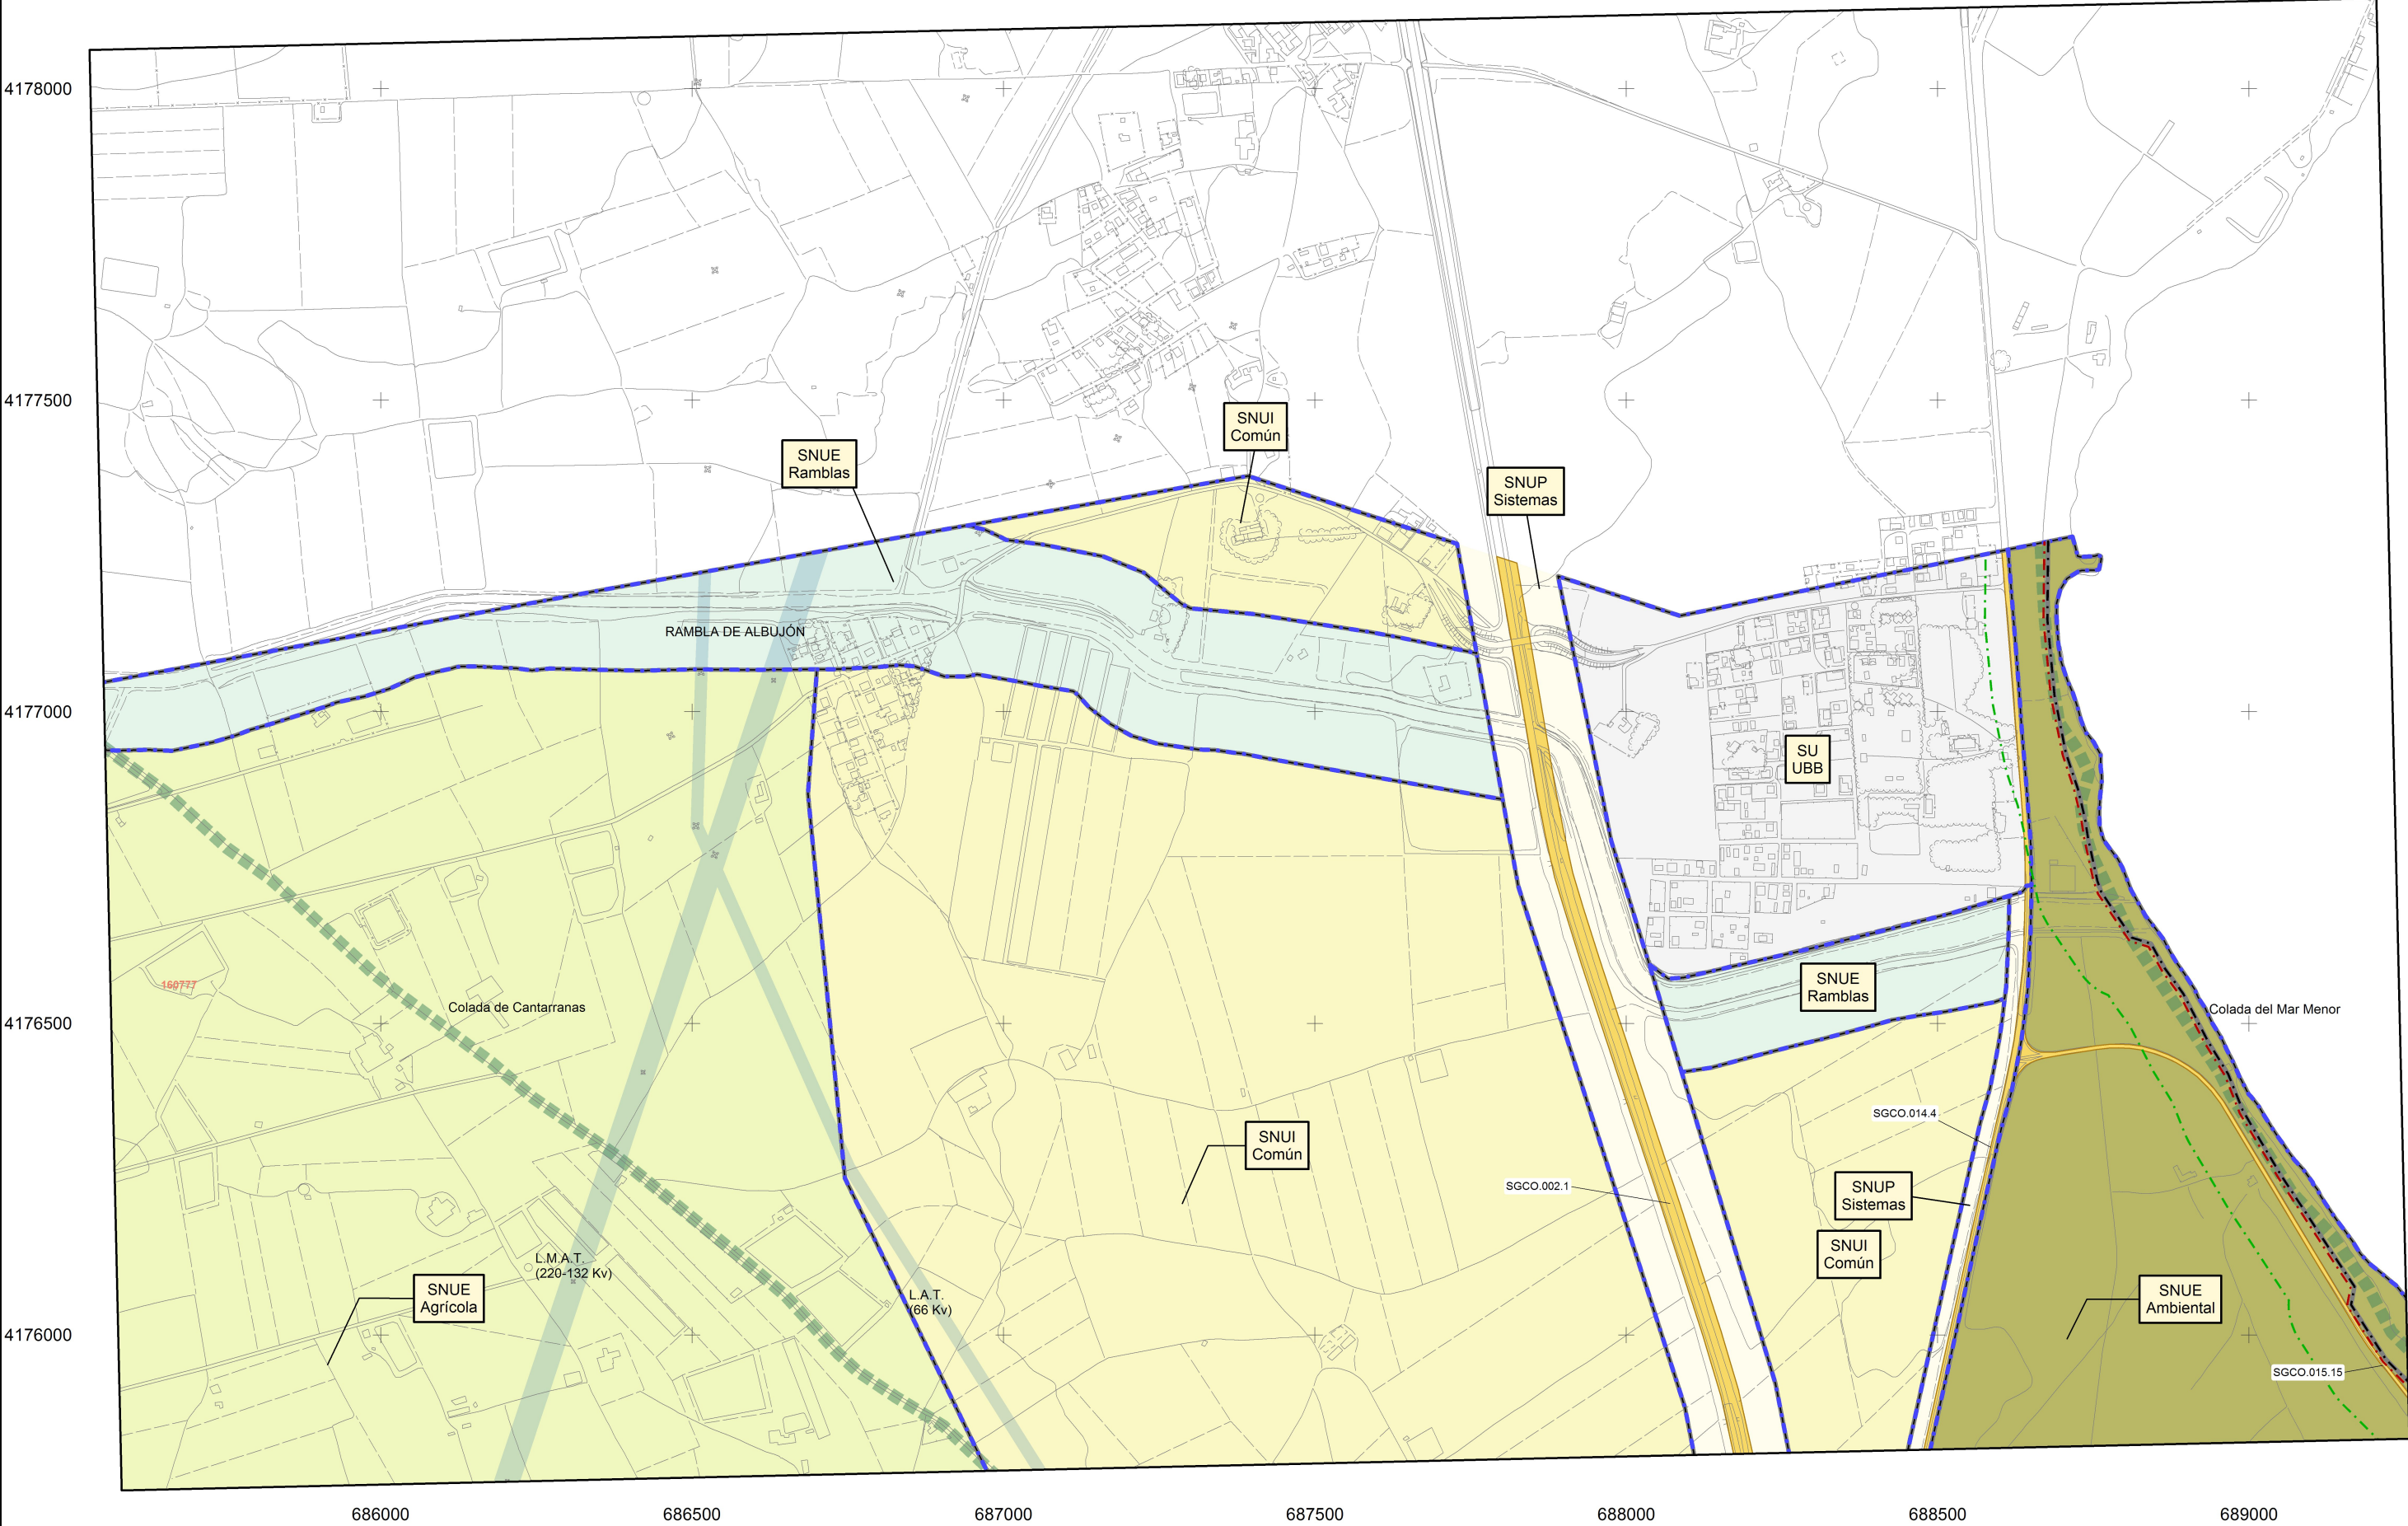 4178000
4177500
SNUI
Común
SNUE
Ramblas
SNUP
Sistemas
RAMBLA DE ALBUJÓN
4177000
SU
UBB
160777
Colada de Cantarranas
SNUE
Ramblas
4176500
Colada del Mar Menor
SGCO.014.4
SNUI
Común
SGCO.002.1
SNUP
Sistemas
SNUI
Común
L.M.A.T.
(220-132 Kv)
SNUE
Agrícola
L.A.T.
(66 Kv)
SNUE
Ambiental
4176000
SGCO.015.15
686000
686500
687000
687500
688000
688500
689000